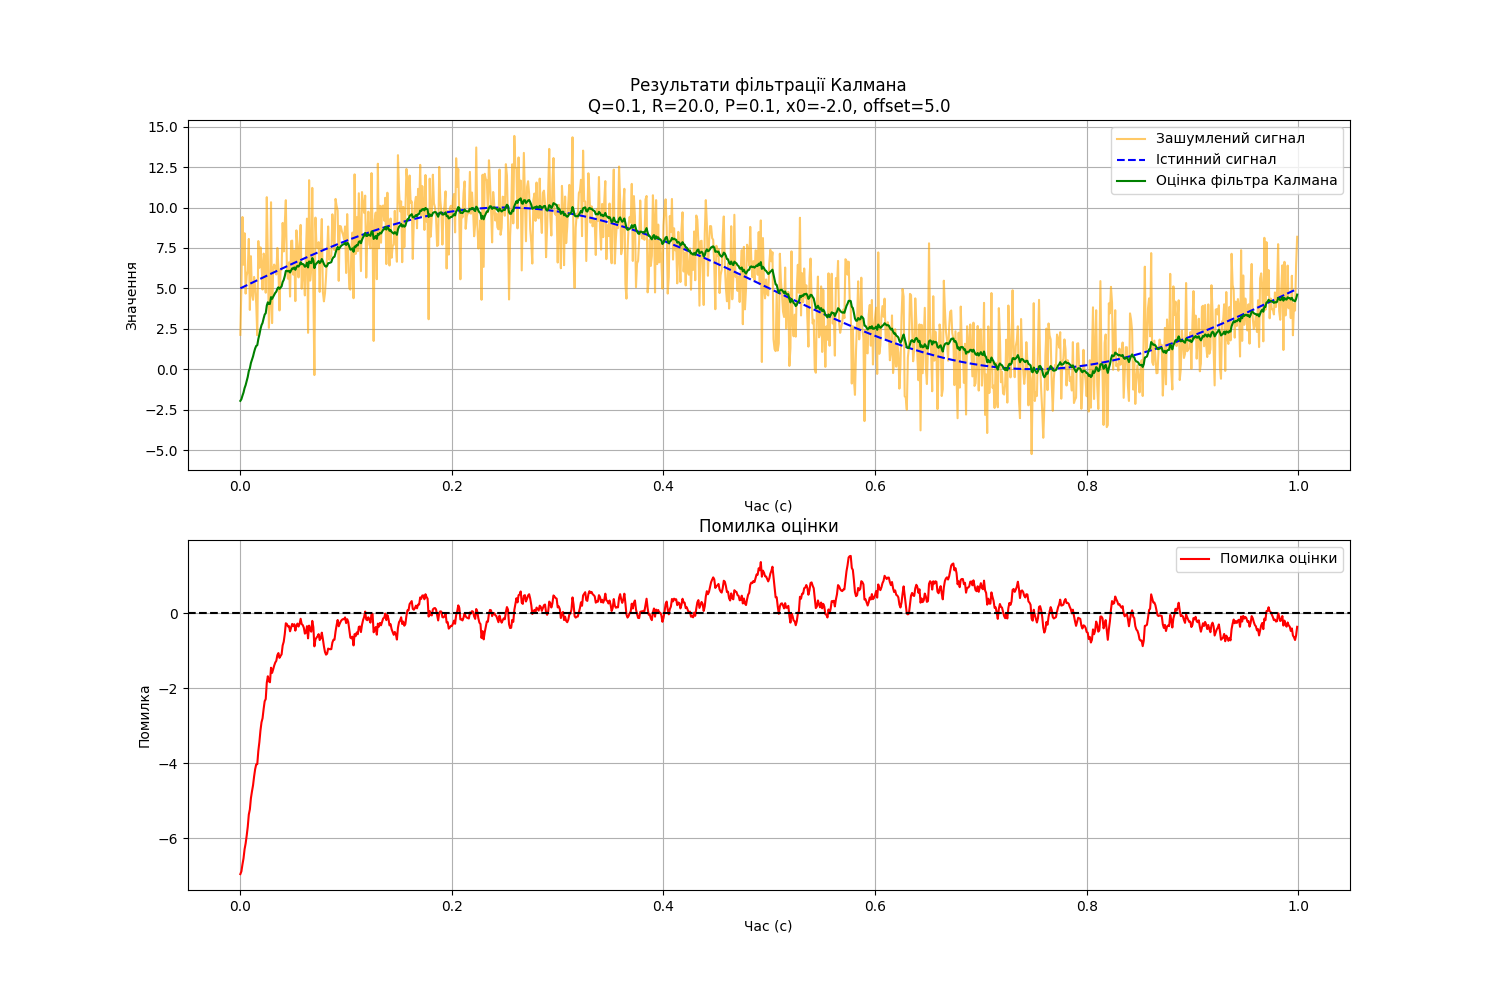 Результати фільтрації Калмана
Q=0.1, R=20.0, P=0.1, x0=-2.0, offset=5.0
15.0
12.5
10.0
7.5
5.0
2.5
0.0
−2.5
−5.0
Значення
Зашумлений сигнал
Істинний сигнал
Оцінка фільтра Калмана
0.0 0.2 0.4 0.6 0.8 1.0
Час (с)
Помилка оцінки
0
−2
−4
−6
Помилка
Помилка оцінки
0.0 0.2 0.4 0.6 0.8 1.0
Час (с)